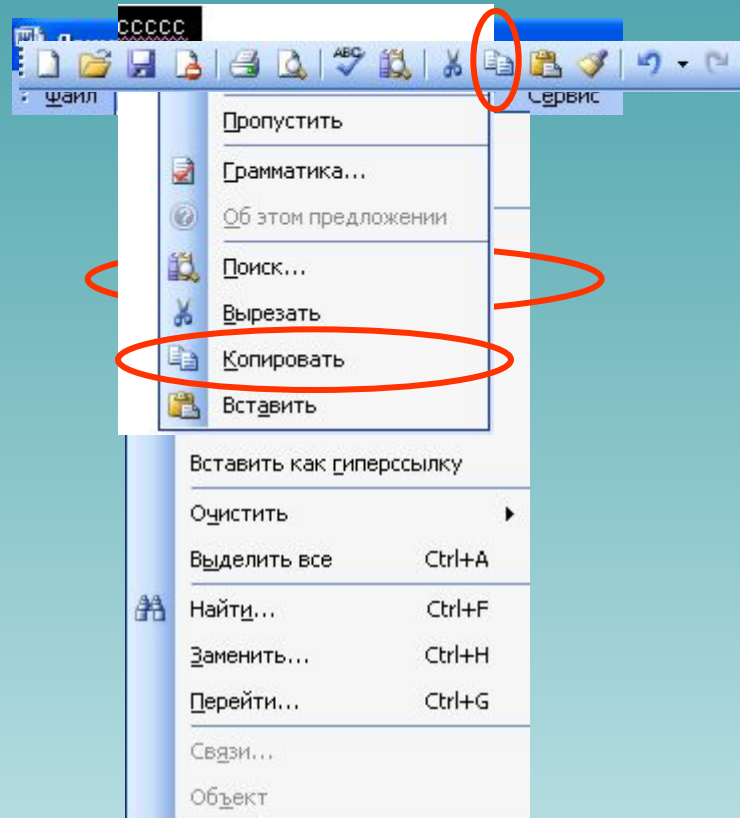 ссссс
ABC
Файл
Сервис
Пропустить
Грамматика...
Об этом предложении
Поиск...
Вырезать
Копировать
Вставить
Вставить как гиперссылку
Очистить
Выделить все Ctrl+A
Найти... Ctrl+F
Заменить... Ctrl+H
Перейти... Ctrl+G
Связи...
Объект